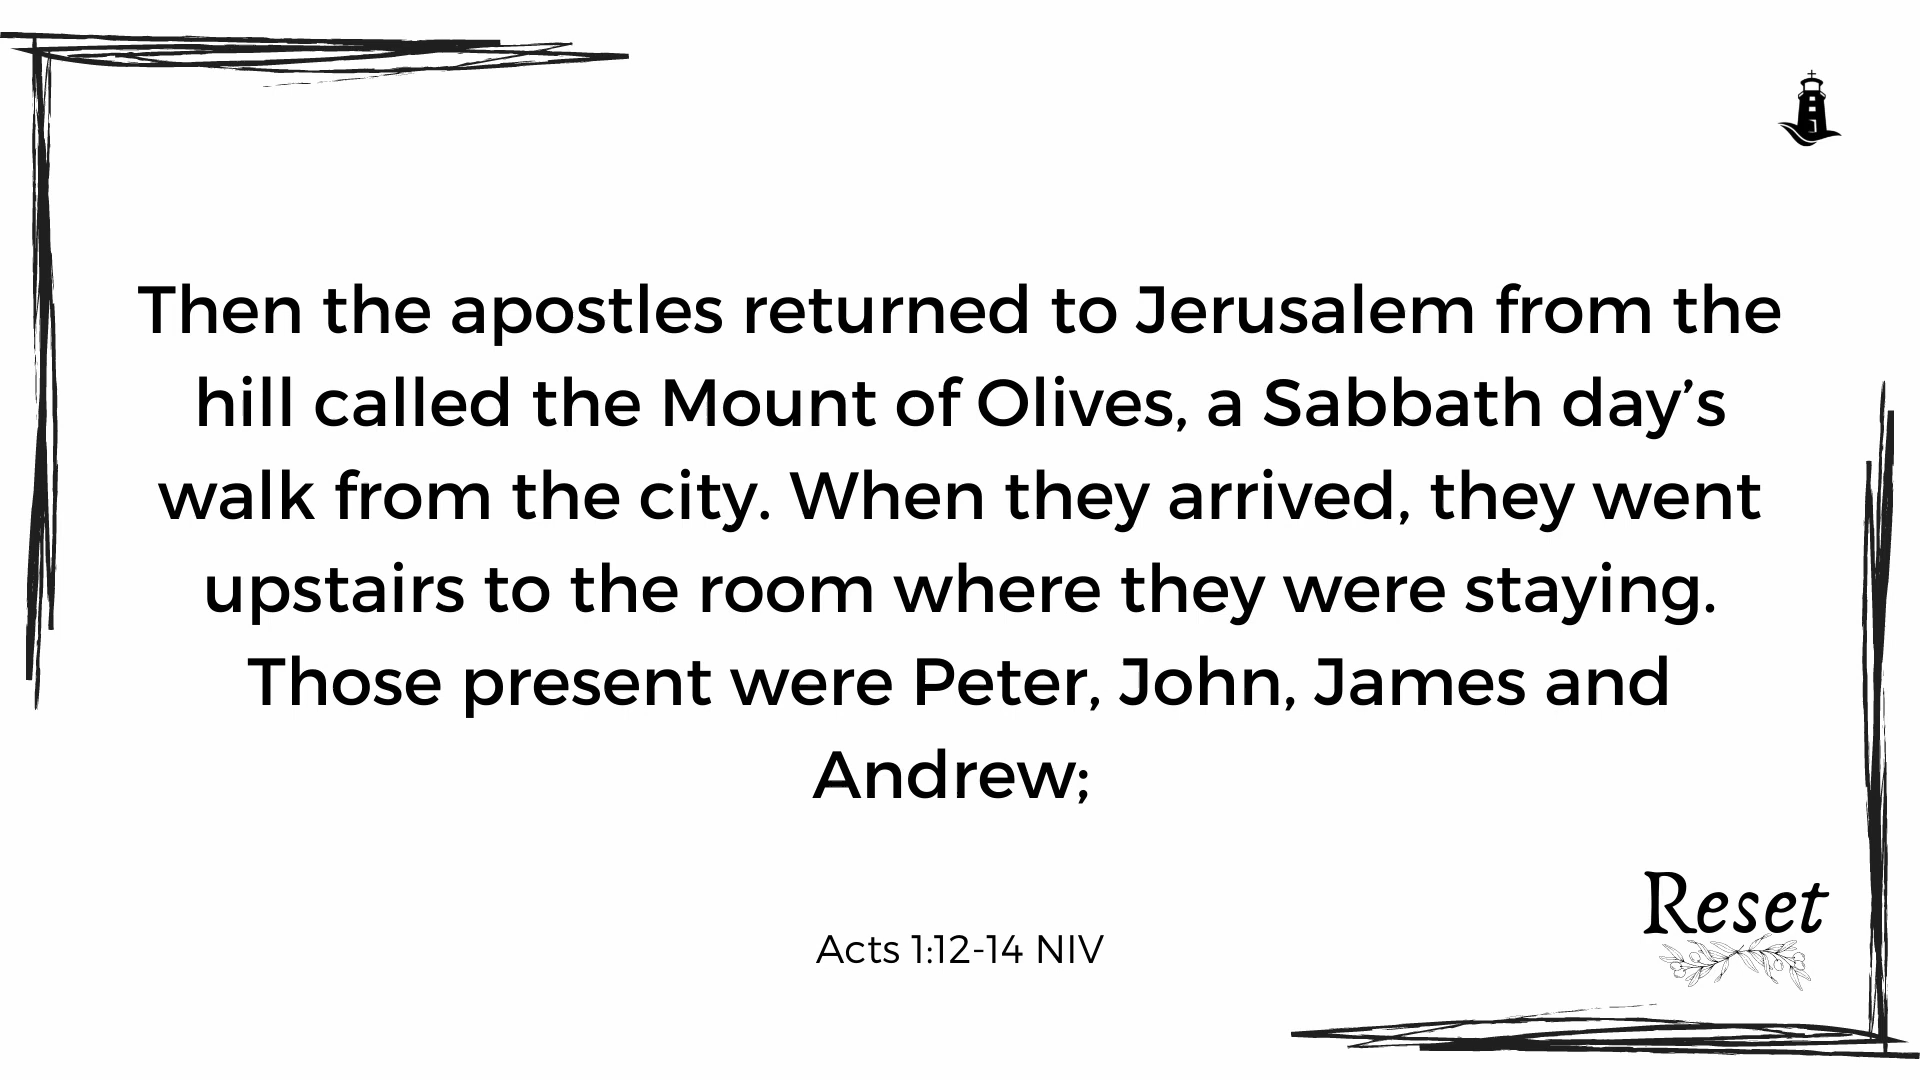 Then the apostles returned to Jerusalem from the
hill called the Mount of Olives, a Sabbath day’s
walk from the city. When they arrived, they went
upstairs to the room where they were staying.
Those present were Peter, John, James and
Andrew;
Acts 1:12-14 NIV
Reset